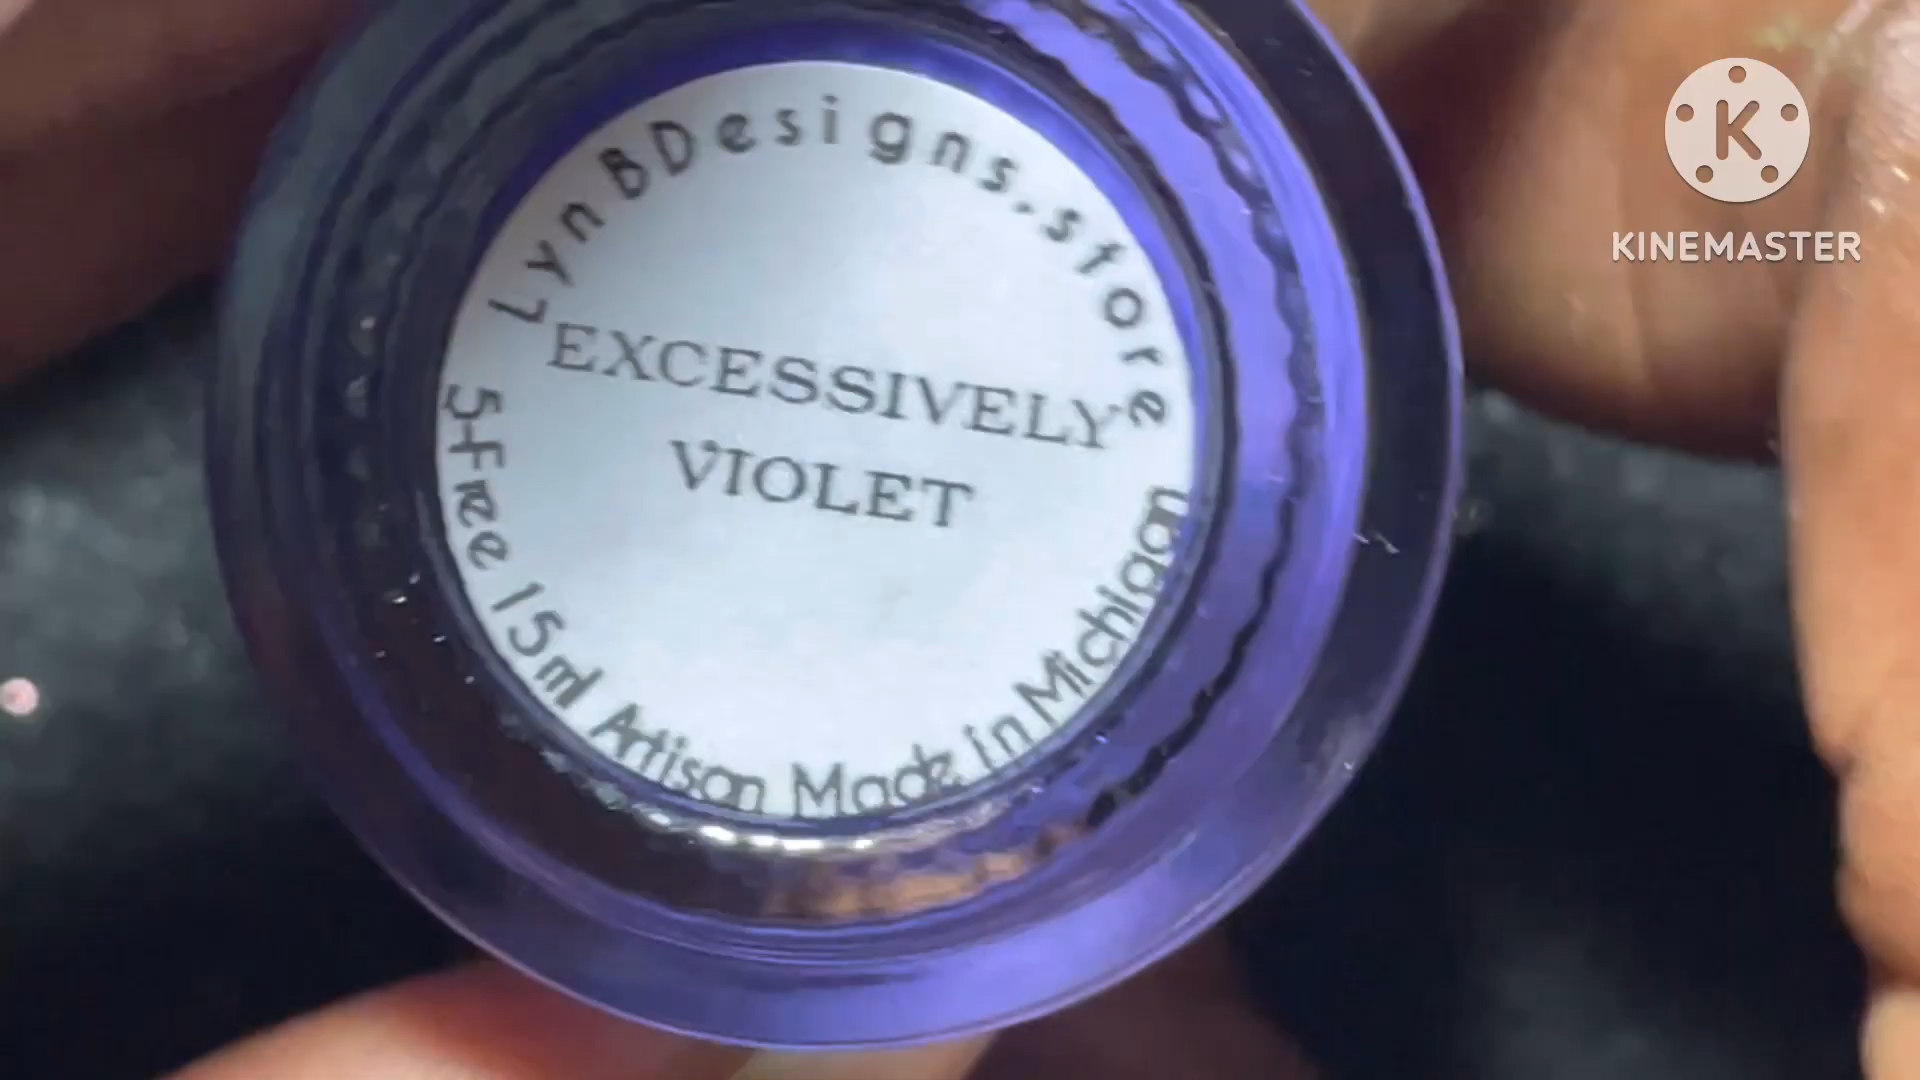 LynBDesigns.store
EXCESSIVELY
VIOLET
5-Free 15ml Artisan Made in Michigan
K
KINEMASTER